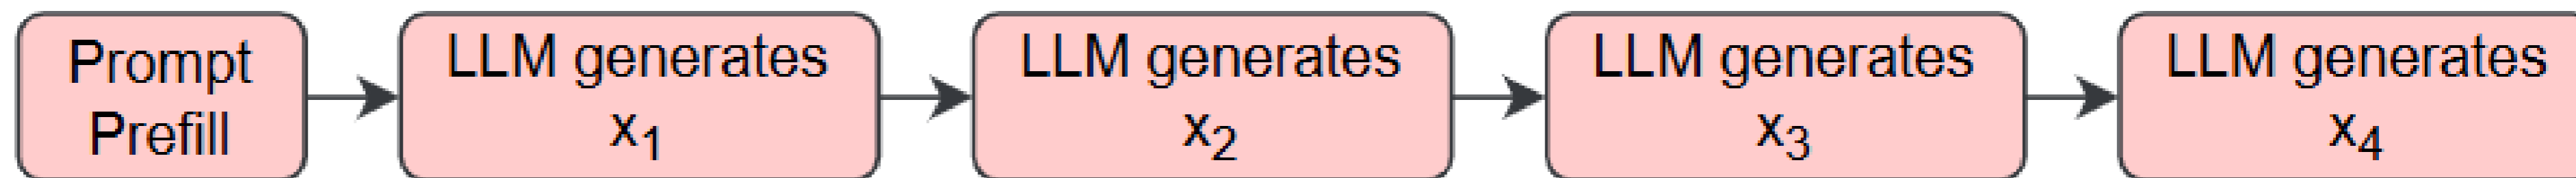 Prompt
Prefill
LLM generates
x₁
LLM generates
x₂
LLM generates
x₃
LLM generates
x₄